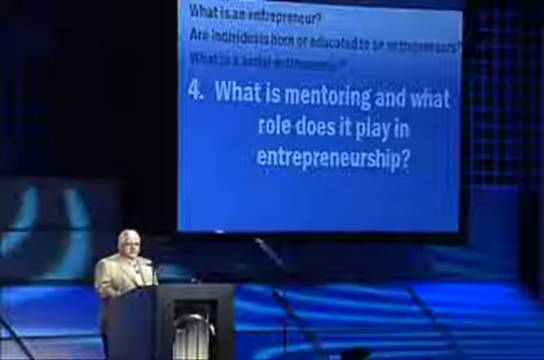 What is an entrepreneur?
Are individuals born or educated to be entrepreneurs?
What is a social entrepreneur?
4. What is mentoring and what
role does it play in
entrepreneurship?